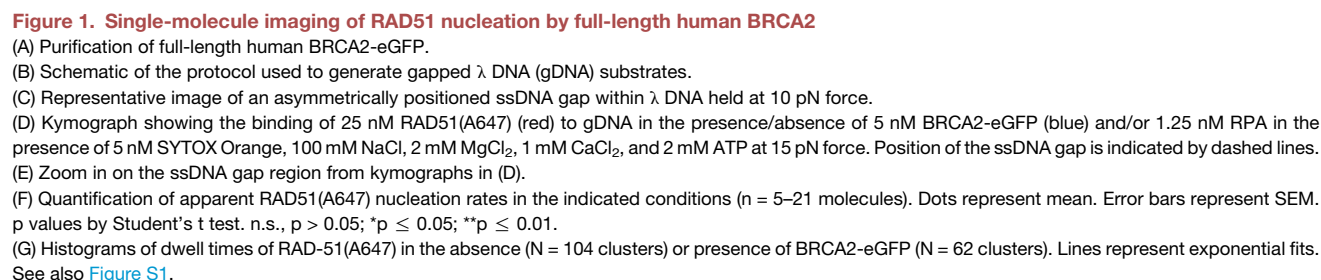 Figure 1. Single-molecule imaging of RAD51 nucleation by full-length human BRCA2
(A) Purification of full-length human BRCA2-eGFP.
(B) Schematic of the protocol used to generate gapped λ DNA (gDNA) substrates.
(C) Representative image of an asymmetrically positioned ssDNA gap within λ DNA held at 10 pN force.
(D) Kymograph showing the binding of 25 nM RAD51(A647) (red) to gDNA in the presence/absence of 5 nM BRCA2-eGFP (blue) and/or 1.25 nM RPA in the
presence of 5 nM SYTOX Orange, 100 mM NaCl, 2 mM MgCl₂, 1 mM CaCl₂, and 2 mM ATP at 15 pN force. Position of the ssDNA gap is indicated by dashed lines.
(E) Zoom in on the ssDNA gap region from kymographs in (D).
(F) Quantification of apparent RAD51(A647) nucleation rates in the indicated conditions (n = 5–21 molecules). Dots represent mean. Error bars represent SEM.
p values by Student's t test. n.s., p > 0.05; *p ≤ 0.05; **p ≤ 0.01.
(G) Histograms of dwell times of RAD-51(A647) in the absence (N = 104 clusters) or presence of BRCA2-eGFP (N = 62 clusters). Lines represent exponential fits.
See also Figure S1.